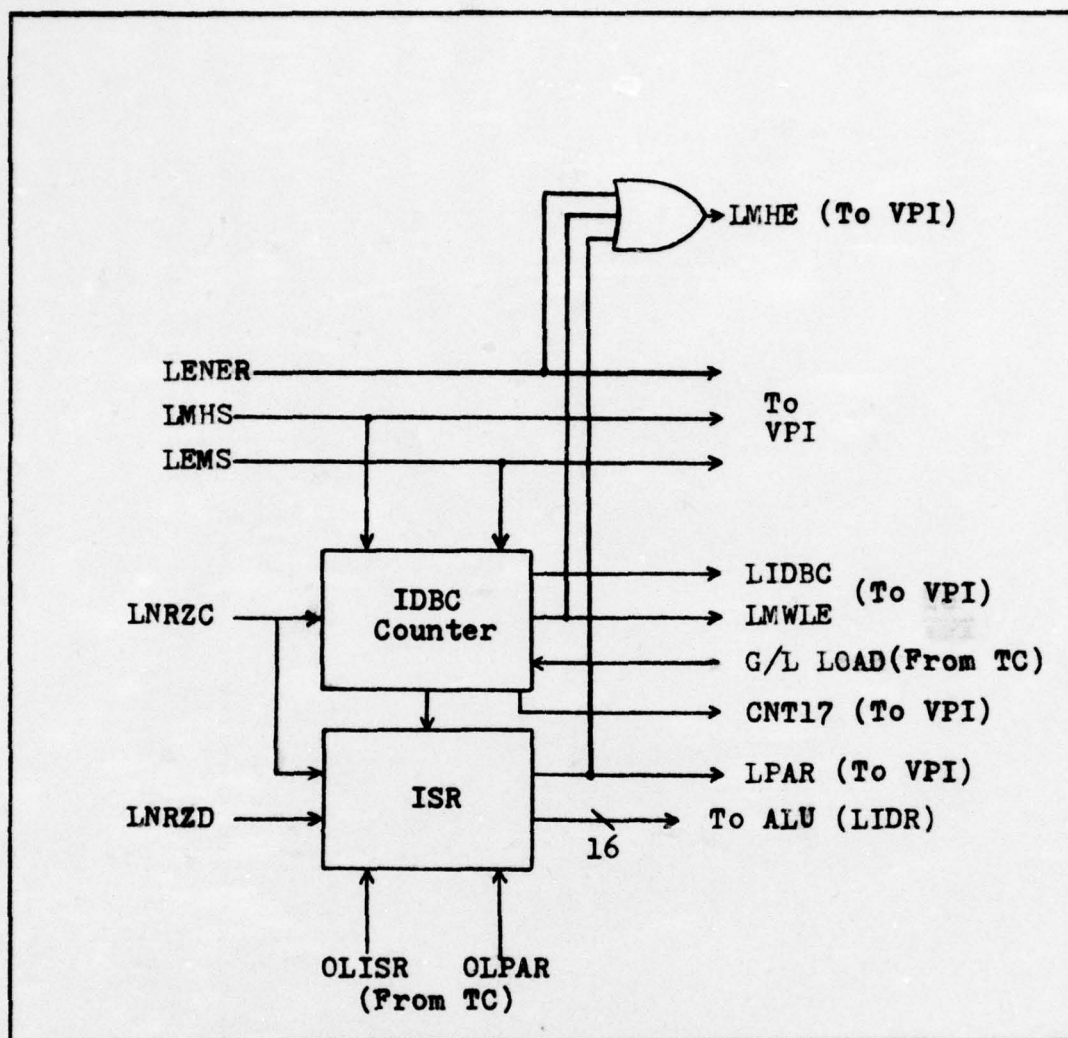 LMHE (To VPI)
LENER
LMHS
To
VPI
LEMS
LIDBC
(To VPI)
IDBC
Counter
LNRZC
LMWLE
G/L LOAD(From TC)
CNT17 (To VPI)
LPAR (To VPI)
ISR
LNRZD
To ALU (LIDR)
16
OLISR OLPAR
(From TC)